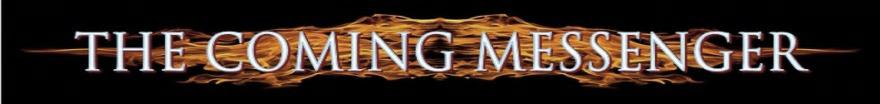 THE COMING MESSENGER